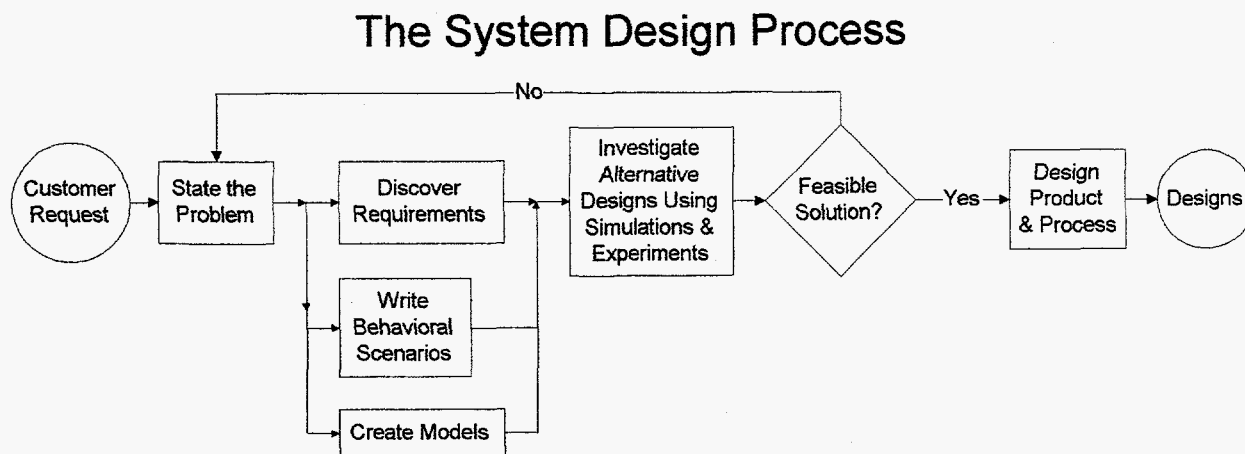 The System Design Process
No
Customer
Request
State the
Problem
Discover
Requirements
Investigate
Alternative
Designs Using
Simulations &
Experiments
Feasible
Solution?
Yes
Design
Product
& Process
Designs
Write
Behavioral
Scenarios
Create Models